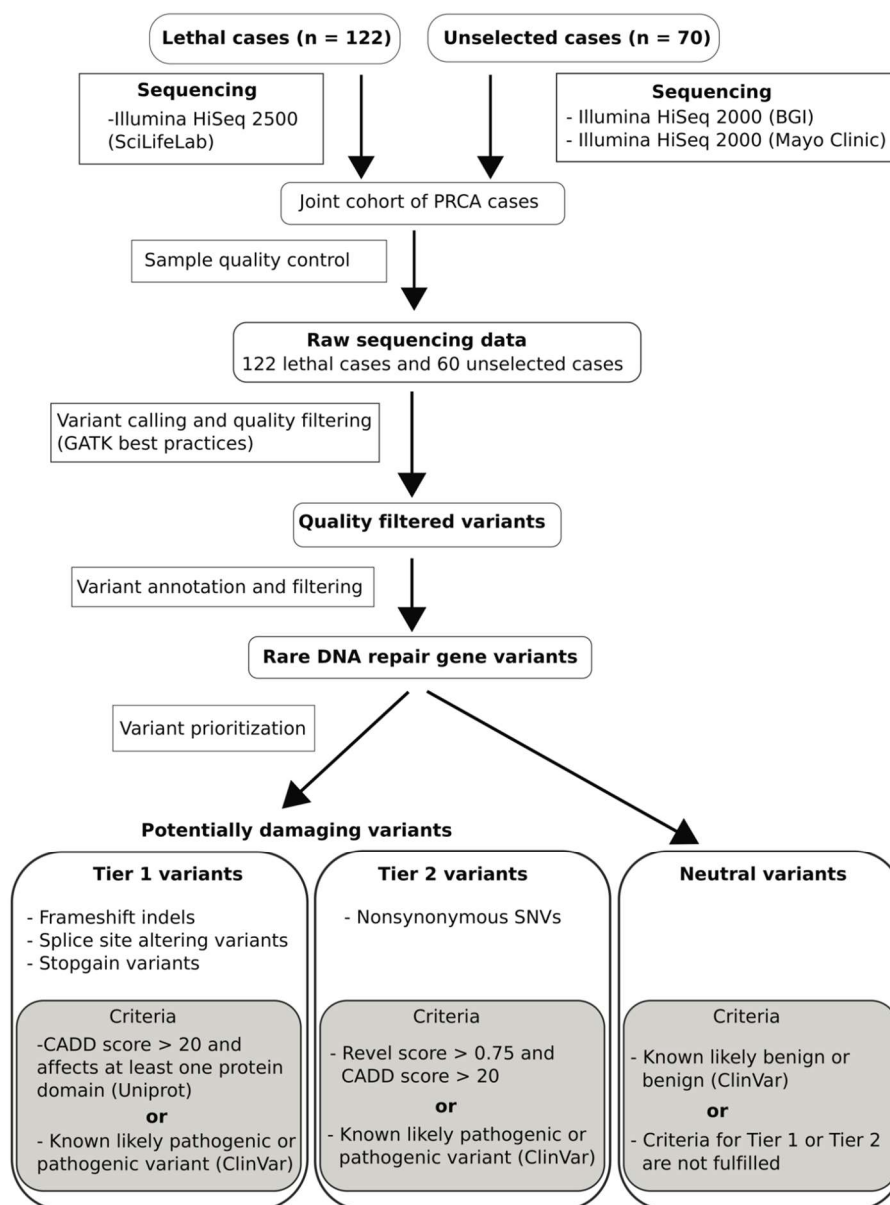 Lethal cases (n = 122)
Unselected cases (n = 70)
Sequencing
-Illumina HiSeq 2500
(SciLifeLab)
Sequencing
- Illumina HiSeq 2000 (BGI)
- Illumina HiSeq 2000 (Mayo Clinic)
Joint cohort of PRCA cases
Sample quality control
Raw sequencing data
122 lethal cases and 60 unselected cases
Variant calling and quality filtering
(GATK best practices)
Quality filtered variants
Variant annotation and filtering
Rare DNA repair gene variants
Variant prioritization
Potentially damaging variants
Tier 1 variants
- Frameshift indels
- Splice site altering variants
- Stopgain variants
Criteria
-CADD score > 20 and
affects at least one protein
domain (Uniprot)
or
- Known likely pathogenic or
pathogenic variant (ClinVar)
Tier 2 variants
- Nonsynonymous SNVs
Criteria
- Revel score > 0.75 and
CADD score > 20
or
- Known likely pathogenic or
pathogenic variant (ClinVar)
Neutral variants
Criteria
- Known likely benign or
benign (ClinVar)
or
- Criteria for Tier 1 or Tier 2
are not fulfilled